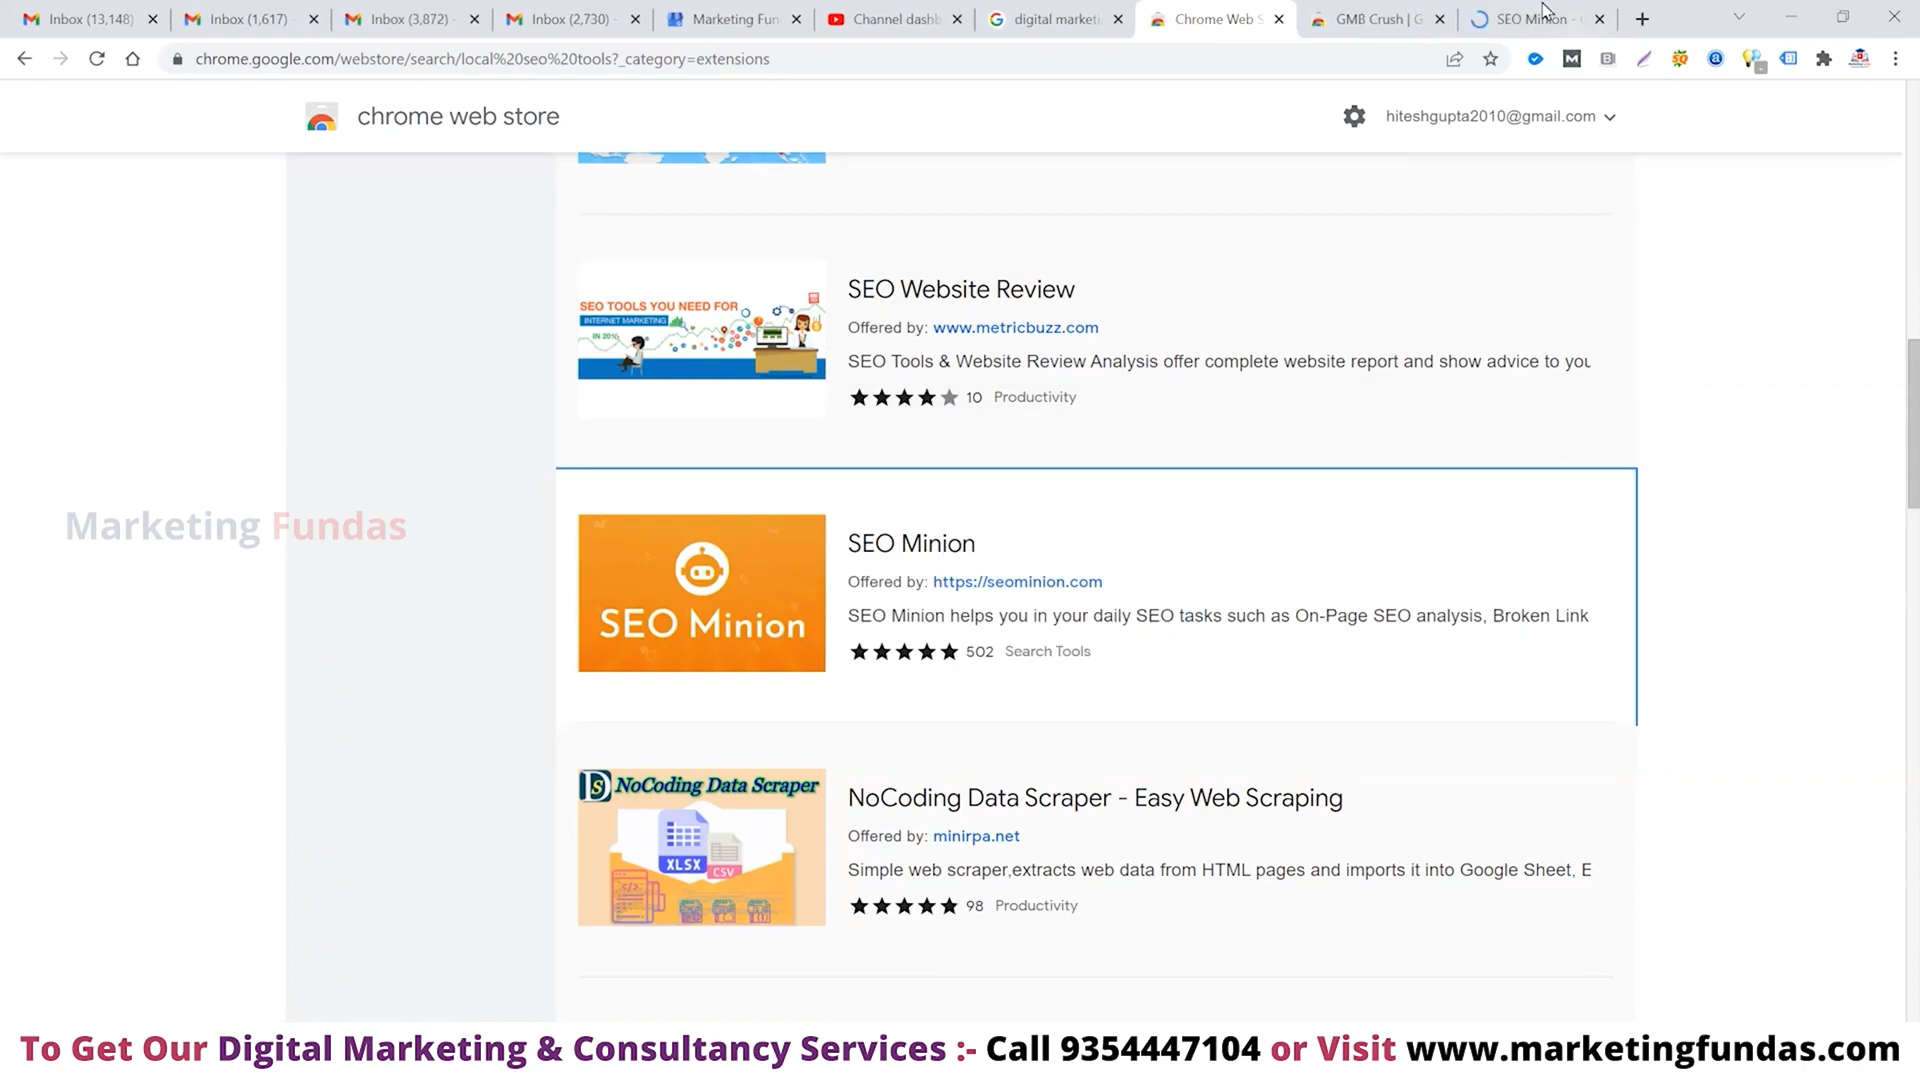 Inbox (13,148)
Inbox (1,617)
Inbox (3,872)
Inbox (2,730)
Marketing Fun
Channel dashb
digital marketi
Chrome Web S
GMB Crush | G
SEO Minion -
chrome.google.com/webstore/search/local%20seo%20tools?_category=extensions
chrome web store
hiteshgupta2010@gmail.com
SEO TOOLS YOU NEED FOR
INTERNET MARKETING
SEO Website Review
Offered by: www.metricbuzz.com
SEO Tools & Website Review Analysis offer complete website report and show advice to you
10 Productivity
Marketing Fundas
SEO Minion
SEO Minion
Offered by: https://seominion.com
SEO Minion helps you in your daily SEO tasks such as On-Page SEO analysis, Broken Link
502 Search Tools
NoCoding Data Scraper
XLSX
CSV
NoCoding Data Scraper - Easy Web Scraping
Offered by: minirpa.net
Simple web scraper,extracts web data from HTML pages and imports it into Google Sheet, E
98 Productivity
To Get Our Digital Marketing & Consultancy Services :- Call 9354447104 or Visit www.marketingfundas.com